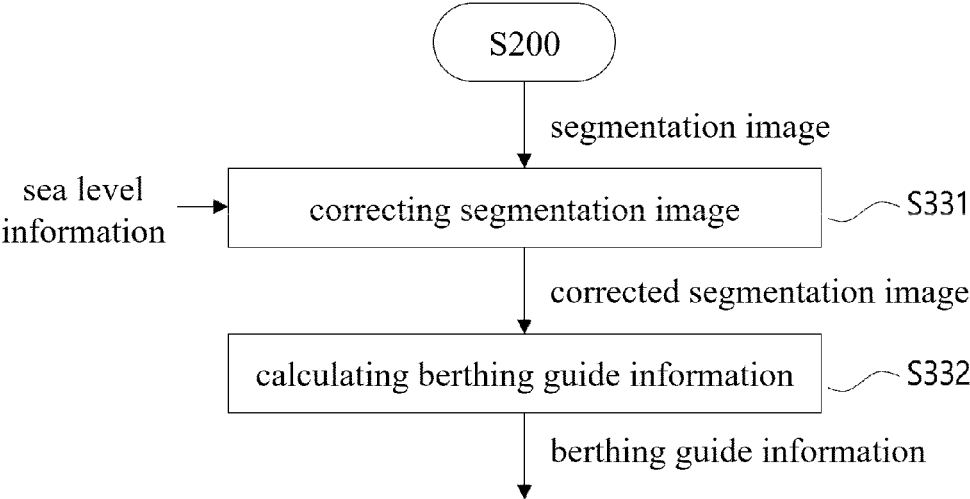 S200
segmentation image
sea level
information
correcting segmentation image
S331
corrected segmentation image
calculating berthing guide information
S332
berthing guide information